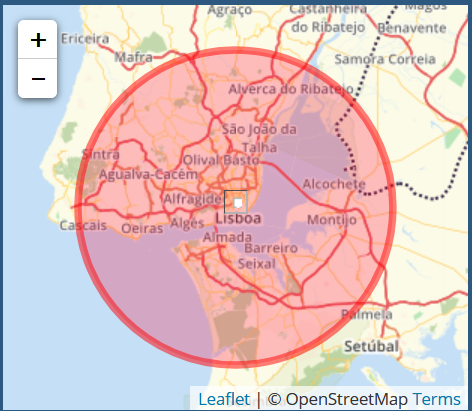 Magos
Agraço
Castanheira
do Ribatejo
Ericeira
Benavente
Mafra
Samora Correia
+
−
Alverca do Ribatejo
São João da
Talha
Sintra
Olival Basto
Agualva-Cacém
Alcochete
Alfragide
Lisboa
Cascais
Oeiras
Algés
Montijo
Almada
Barreiro
Seixal
Palmela
Setúbal
Leaflet | © OpenStreetMap Terms